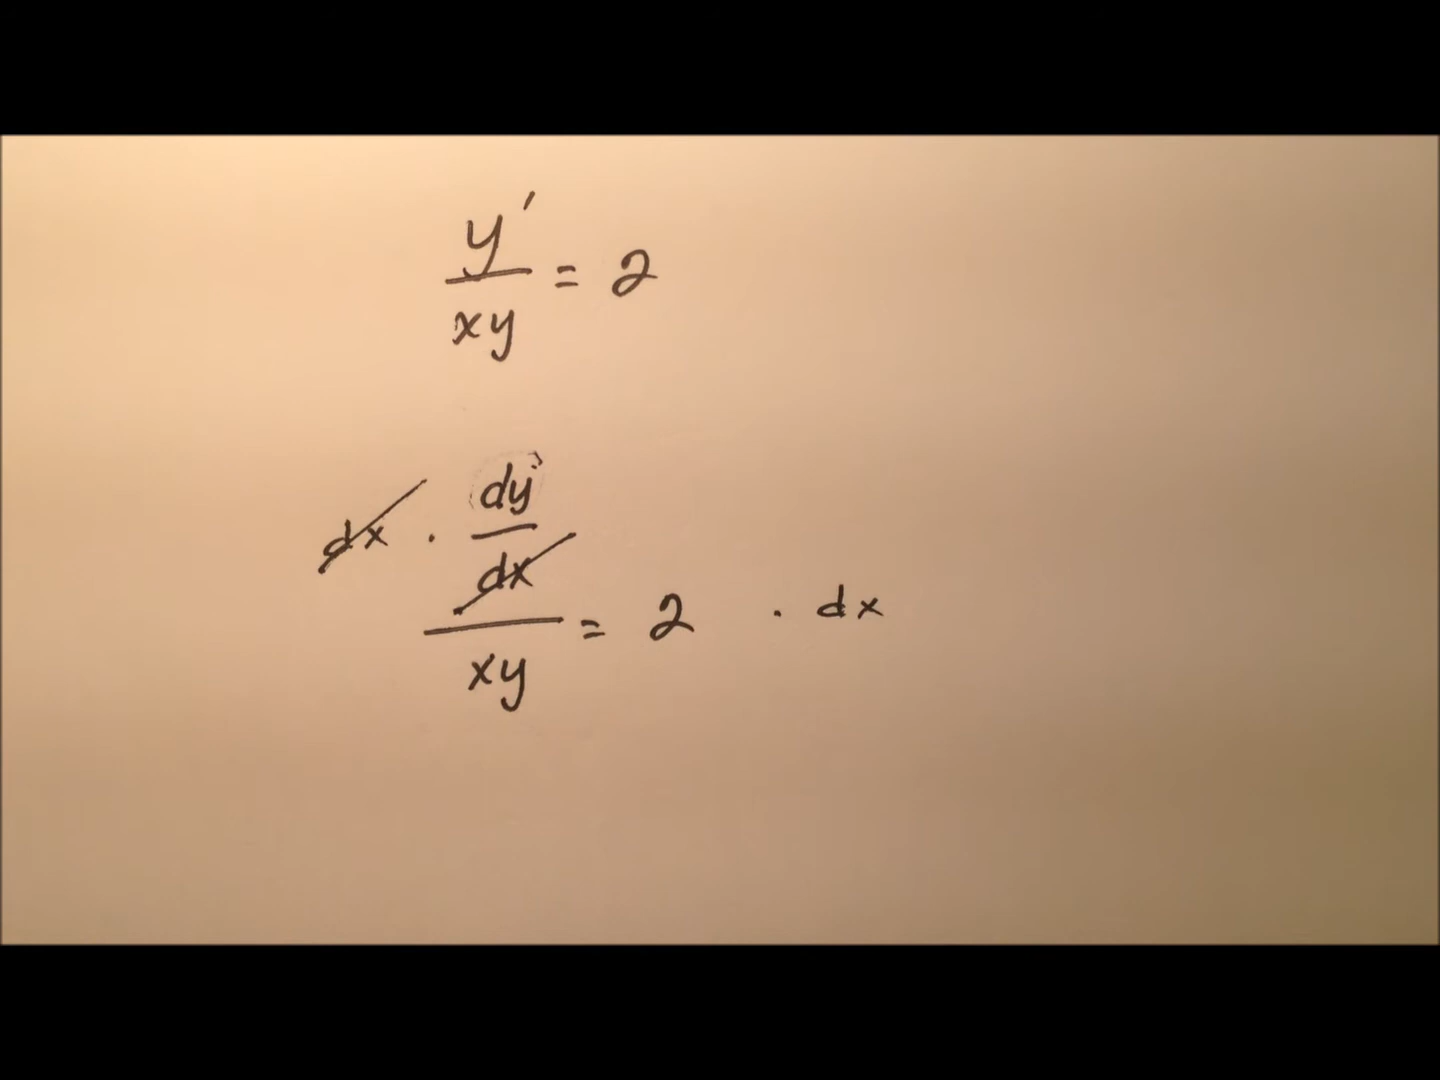 y'
── = 2
xy
dx · dy
──
dx
── = 2 · dx
xy